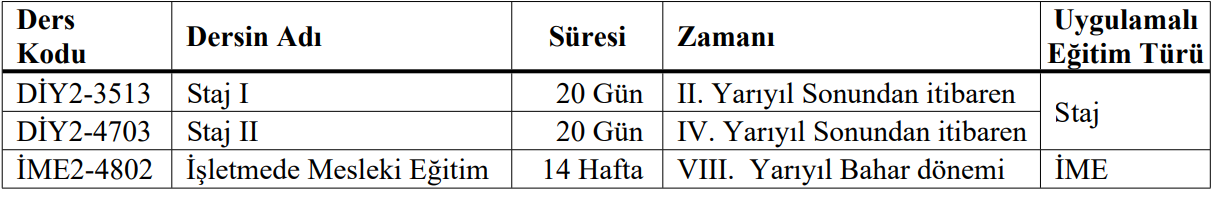 Ders Kodu | Dersin Adı | Süresi | Zamanı | Uygulamalı Eğitim Türü
DİY2-3513 | Staj I | 20 Gün | II. Yarıyıl Sonundan itibaren | Staj
DİY2-4703 | Staj II | 20 Gün | IV. Yarıyıl Sonundan itibaren
İME2-4802 | İşletmede Mesleki Eğitim | 14 Hafta | VIII.  Yarıyıl Bahar dönemi | İME